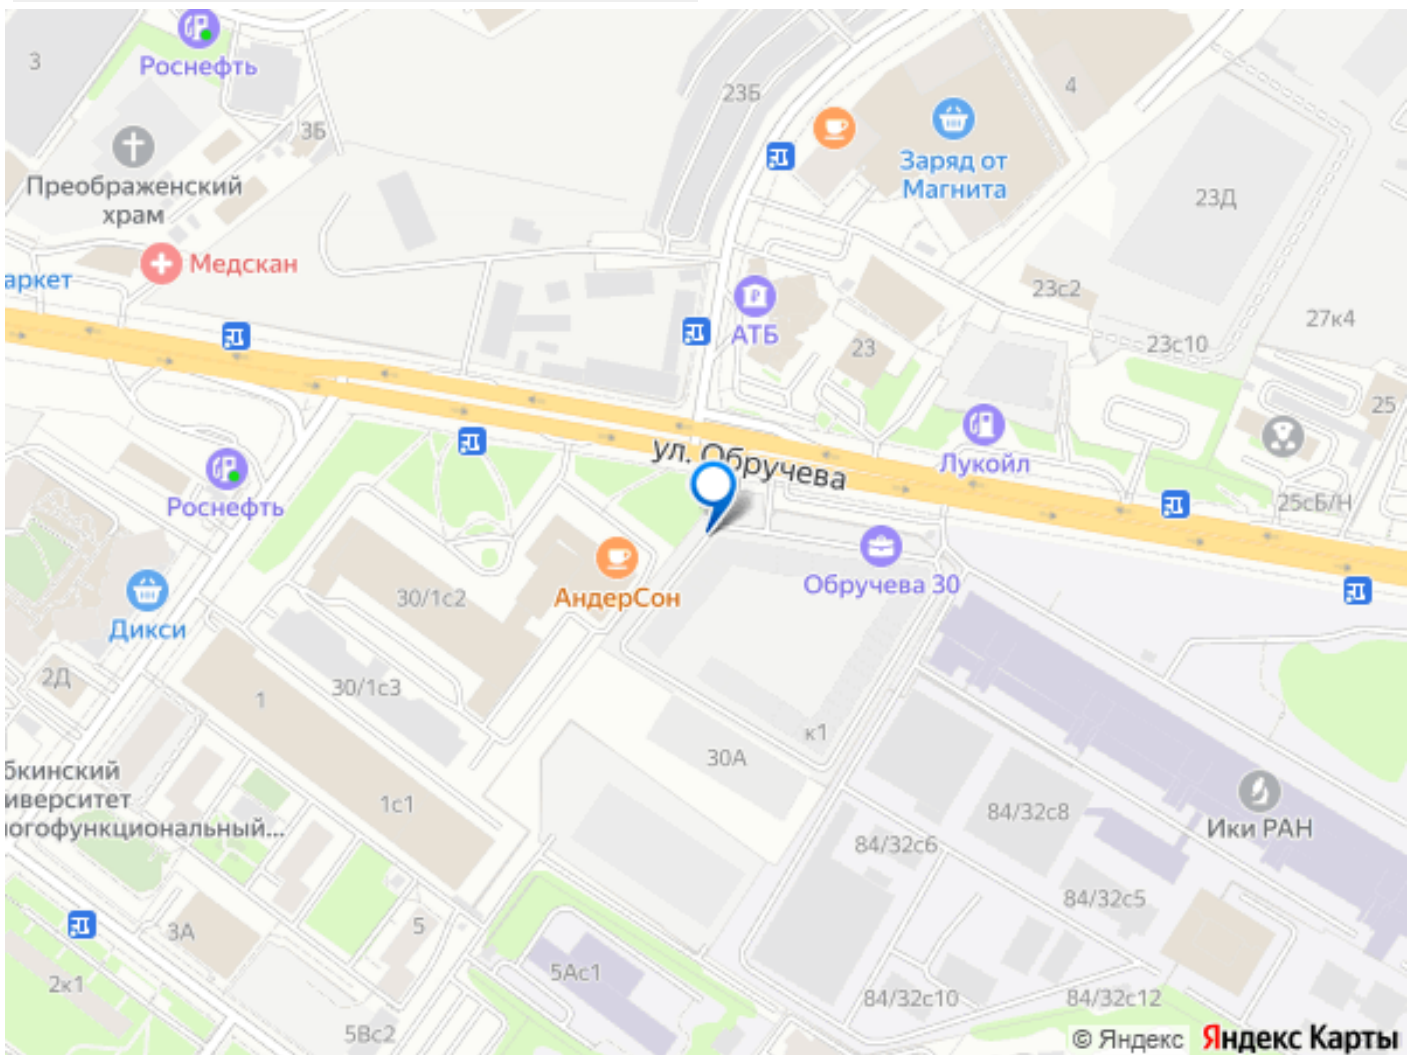 Роснефть
3
23Б
4
3Б
Преображенский
храм
Заряд от
Магнита
23Д
Медскан
аркет
23с2
27к4
АТБ
23
23с10
25
ул. Обручева
Лукойл
25сБ/Н
Роснефть
Обручева 30
АндерСон
30/1с2
Дикси
2Д
30/1с3
1
к1
30А
бкинский
иверситет
огофункциональный...
1с1
84/32с8
Ики РАН
84/32с6
84/32с5
3А
5
5Ас1
2к1
84/32с10
84/32с12
5Вс2
© Яндекс Яндекс Карты